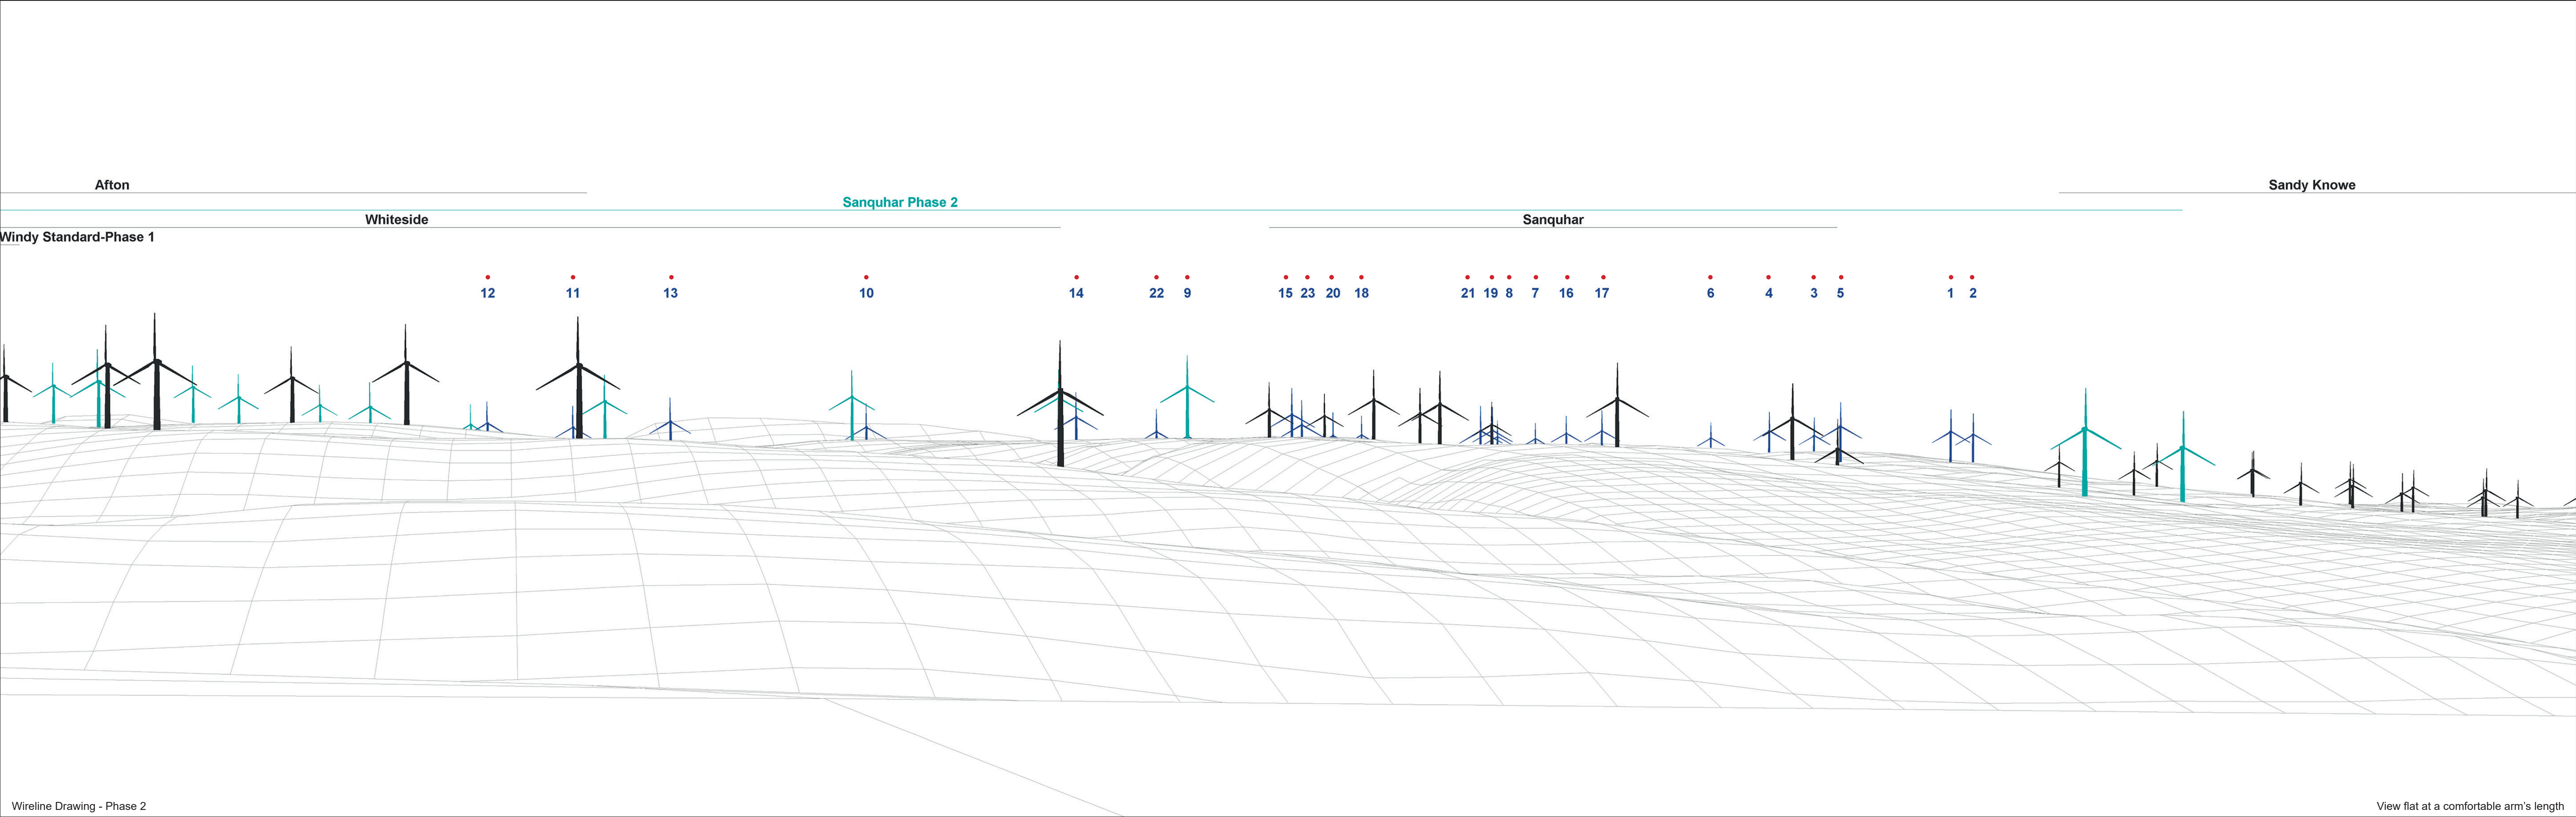 Afton
Sandy Knowe
Sanquhar Phase 2
Whiteside
Sanquhar
Windy Standard-Phase 1
12 11 13 10 14 22 9 15 23 20 18 21 19 8 7 16 17 6 4 3 5 1 2
Wireline Drawing - Phase 2
View flat at a comfortable arm's length